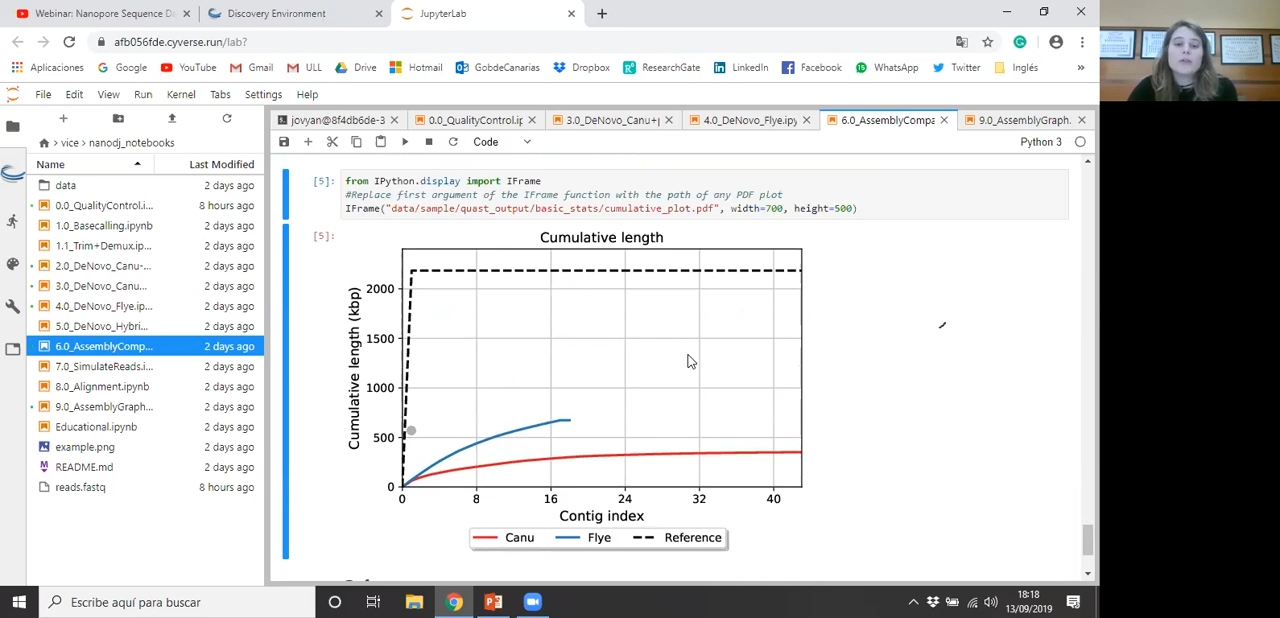 Webinar: Nanopore Sequence Da
Discovery Environment
JupyterLab
afb056fde.cyverse.run/lab?
Aplicaciones
Google
YouTube
Gmail
ULL
Drive
Hotmail
GobiernoCanarias
Dropbox
ResearchGate
LinkedIn
Facebook
WhatsApp
Twitter
Inglés
»
File Edit View Run Kernel Tabs Settings Help
jovyan@8f4db6de-3
0.0_QualityControl.ip
3.0_DeNovo_Canu+
4.0_DeNovo_Flye.ipy
6.0_AssemblyCompa
9.0_AssemblyGraph.
Code
Python 3
vice nanodj_notebooks
Name Last Modified
data 2 days ago
0.0_QualityControl.i... 8 hours ago
1.0_Basecalling.ipynb 2 days ago
1.1_Trim+Demux.ip... 2 days ago
2.0_DeNovo_Canu-... 2 days ago
3.0_DeNovo_Canu... 2 days ago
4.0_DeNovo_Flye.ip... 2 days ago
5.0_DeNovo_Hybri... 2 days ago
6.0_AssemblyComp... 2 days ago
7.0_SimulateReads.i... 2 days ago
8.0_Alignment.ipynb 2 days ago
9.0_AssemblyGraph... 2 days ago
Educational.ipynb 2 days ago
example.png 2 days ago
README.md 2 days ago
reads.fastq 8 hours ago
[5]:
from IPython.display import IFrame
#Replace first argument of the IFrame function with the path of any PDF plot
IFrame("data/sample/quast_output/basic_stats/cumulative_plot.pdf", width=700, height=500)
[5]:
Cumulative length
Cumulative length (kbp)
2000
1500
1000
500
0
0 8 16 24 32 40
Contig index
Canu Flye Reference
Escribe aquí para buscar
18:18
13/09/2019